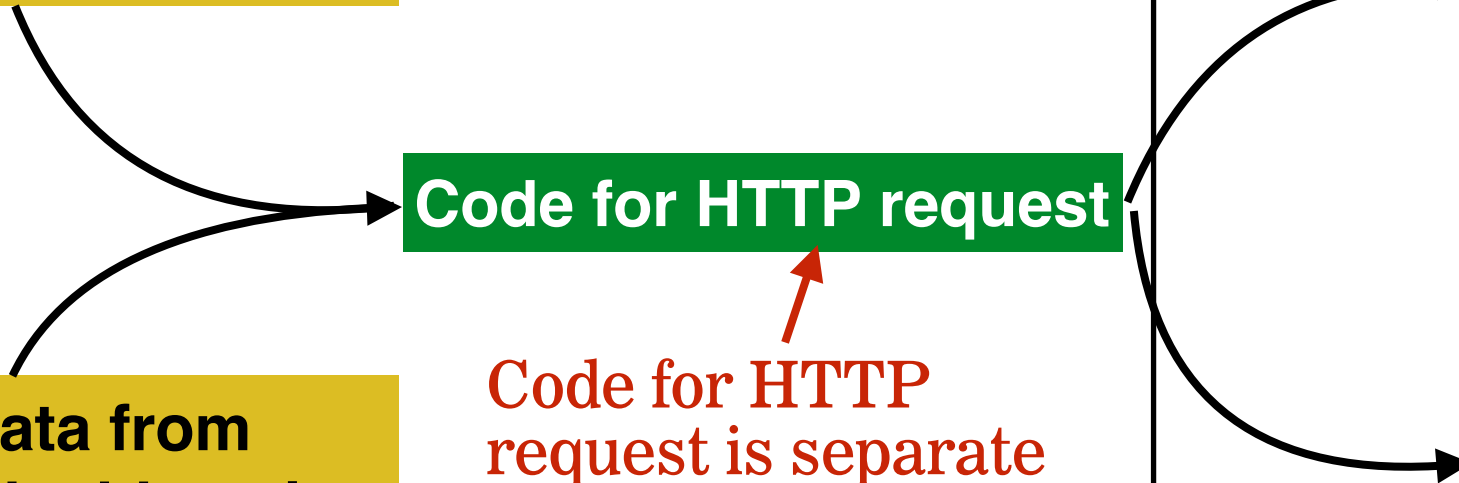 Code for HTTP request
Code for HTTP
request is separate
ata from